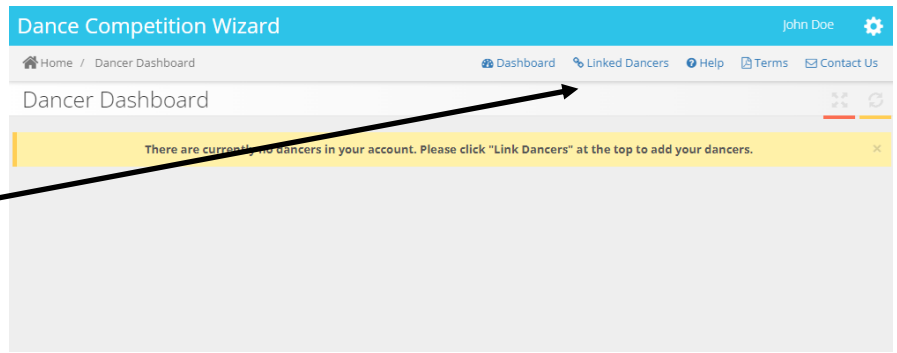 Dance Competition Wizard John Doe
Home / Dancer Dashboard Dashboard Linked Dancers Help Terms Contact Us
Dancer Dashboard
There are currently no dancers in your account. Please click "Link Dancers" at the top to add your dancers. ×